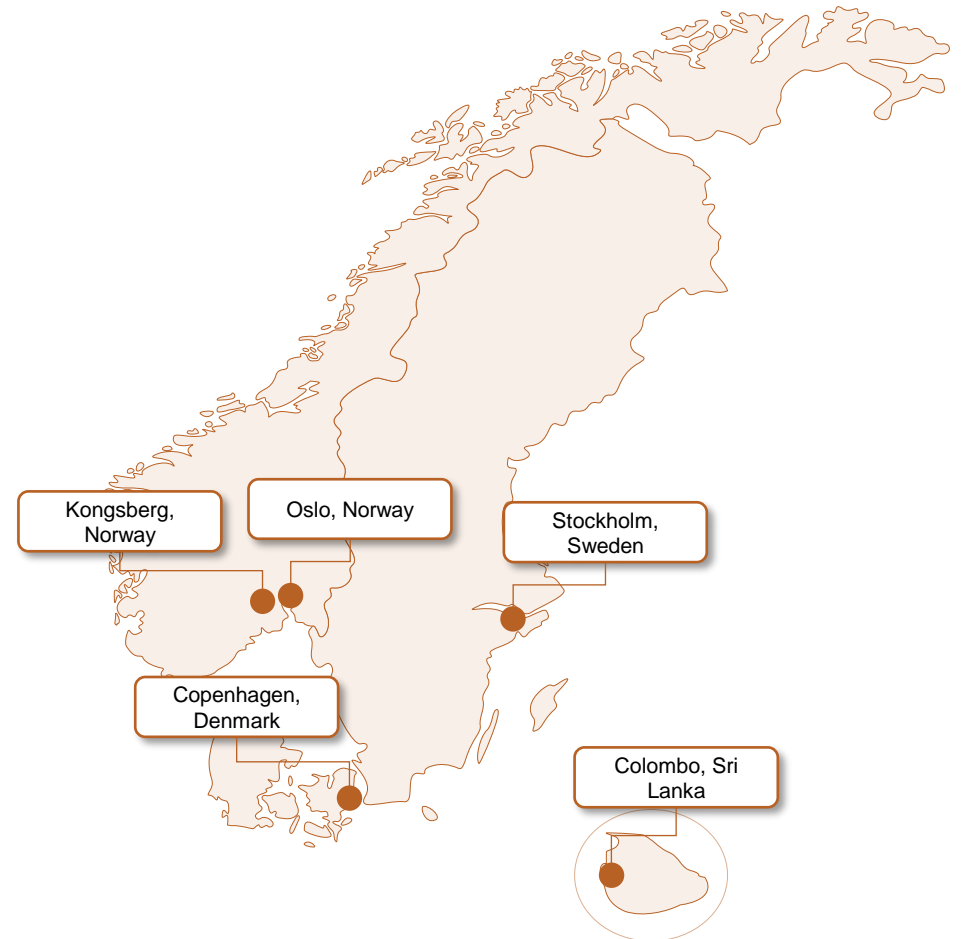 Kongsberg,
Norway
Oslo, Norway
Stockholm,
Sweden
Copenhagen,
Denmark
Colombo, Sri
Lanka